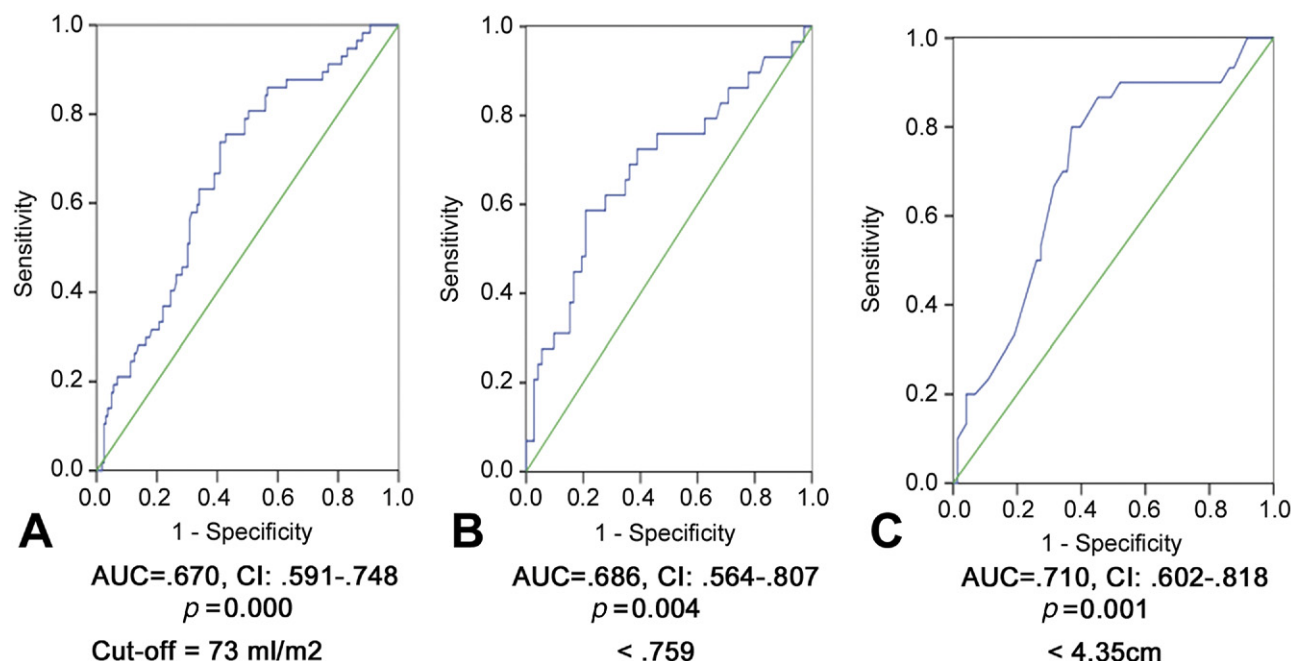 1.0
0.8
0.6
0.4
0.2
0.0
Sensitivity
0.0 0.2 0.4 0.6 0.8 1.0
1 - Specificity
A
AUC=.670, CI: .591-.748
p=0.000
Cut-off = 73 ml/m2
1.0
0.8
0.6
0.4
0.2
0.0
Sensitivity
0.0 0.2 0.4 0.6 0.8 1.0
1 - Specificity
B
AUC=.686, CI: .564-.807
p=0.004
< .759
1.0
0.8
0.6
0.4
0.2
0.0
Sensitivity
0.0 0.2 0.4 0.6 0.8 1.0
1 - Specificity
C
AUC=.710, CI: .602-.818
p=0.001
< 4.35cm